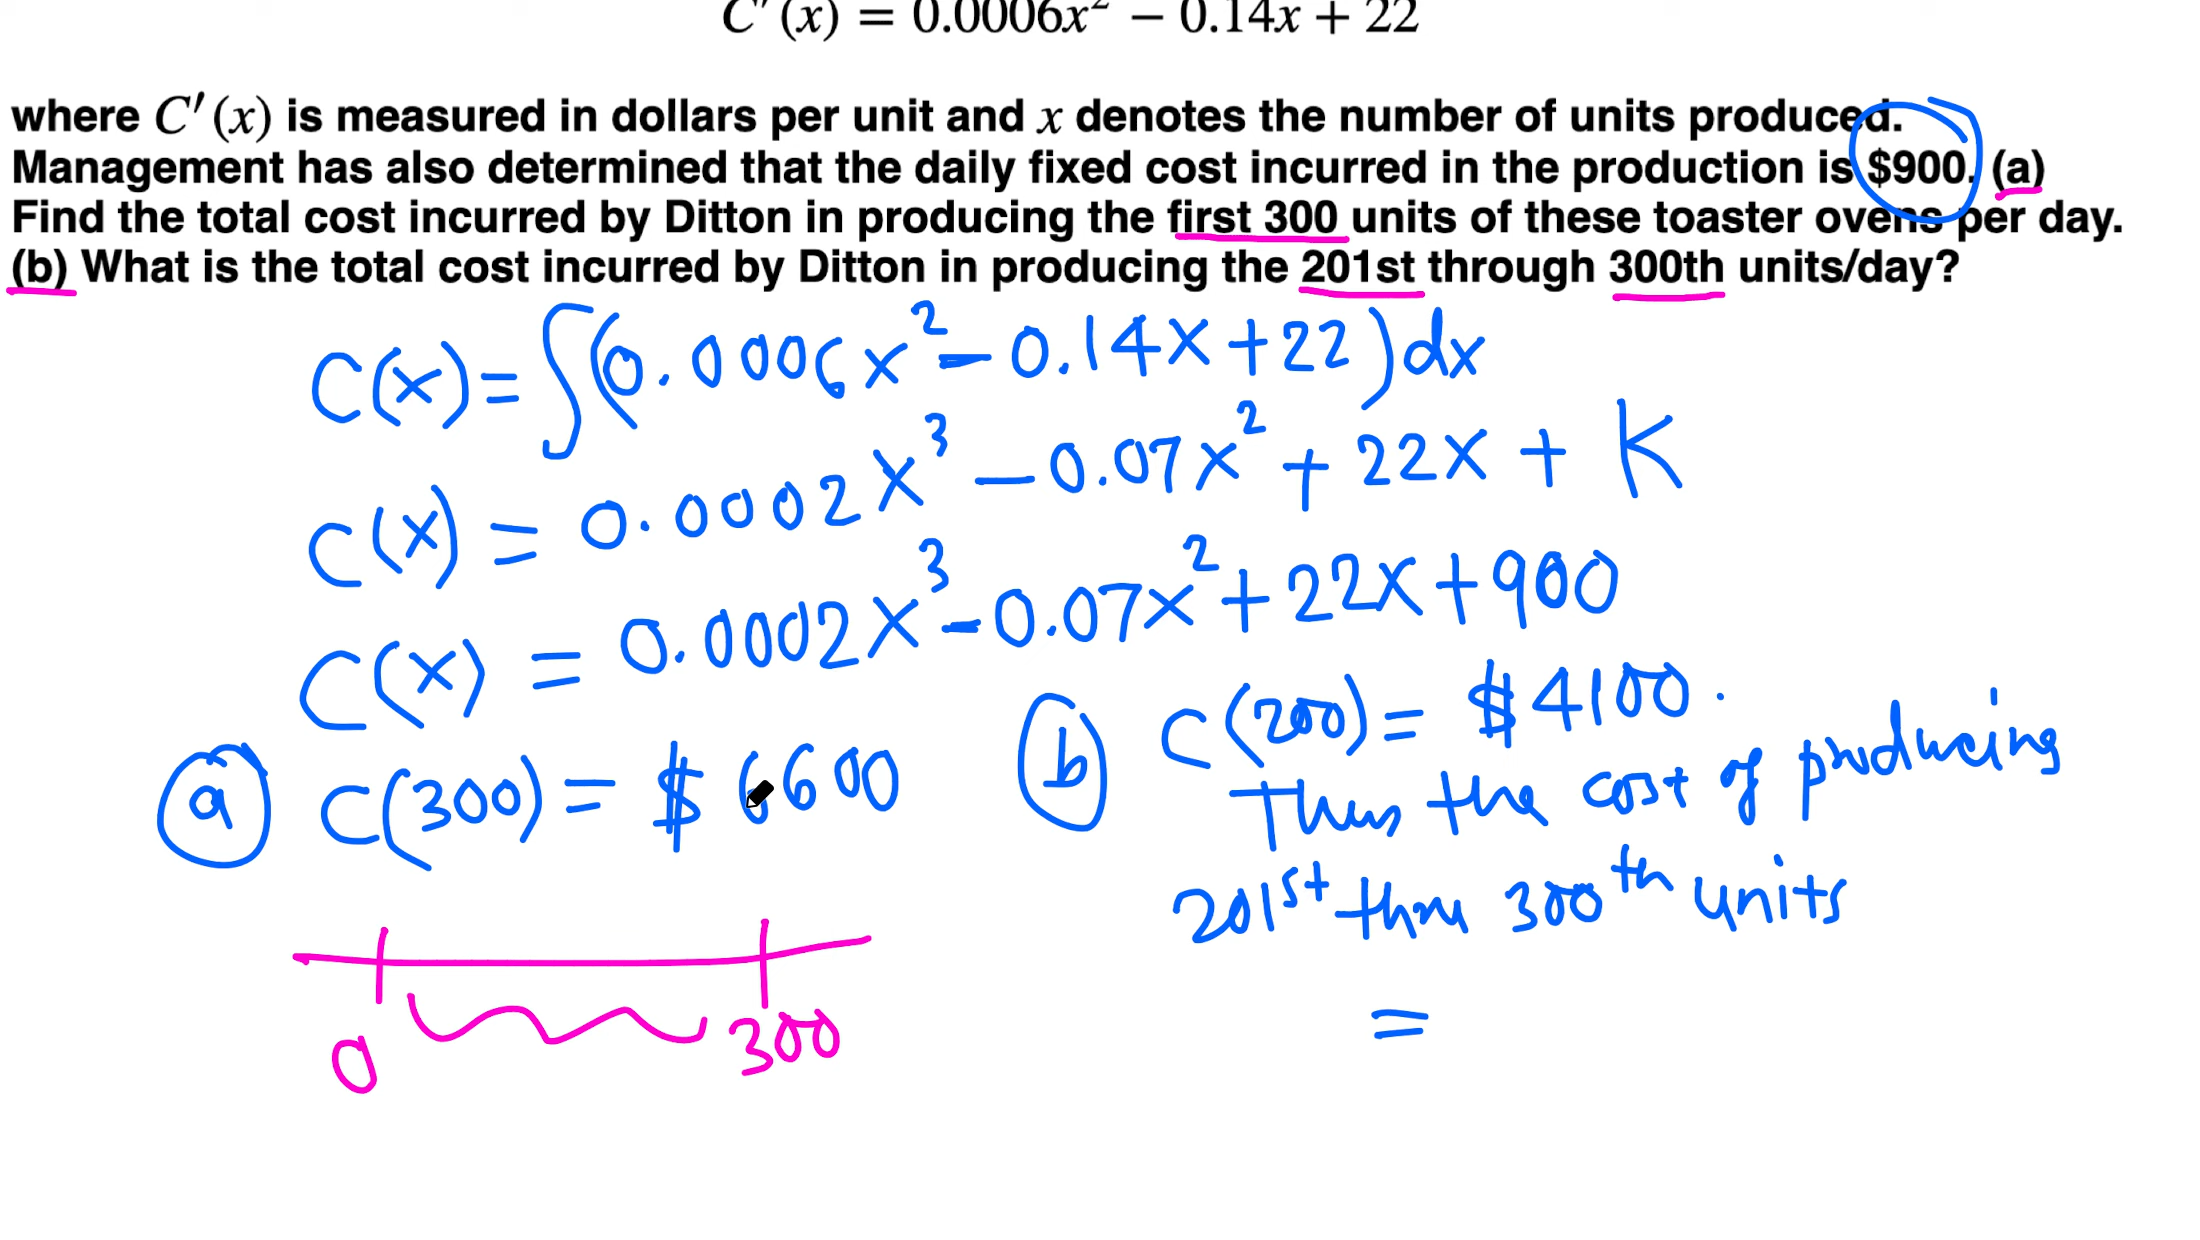 C′(x) = 0.0006x² − 0.14x + 22
where C′(x) is measured in dollars per unit and x denotes the number of units produced.
Management has also determined that the daily fixed cost incurred in the production is $900. (a)
Find the total cost incurred by Ditton in producing the first 300 units of these toaster ovens per day.
(b) What is the total cost incurred by Ditton in producing the 201st through 300th units/day?
C(x) = ∫(0.0006x² − 0.14x + 22)dx
C(x) = 0.0002x³ − 0.07x² + 22x + K
C(x) = 0.0002x³ − 0.07x² + 22x + 900
a C(300) = $6600
b C(200) = $4100.
Thus the cost of producing
201st thru 300th units
=
0 300